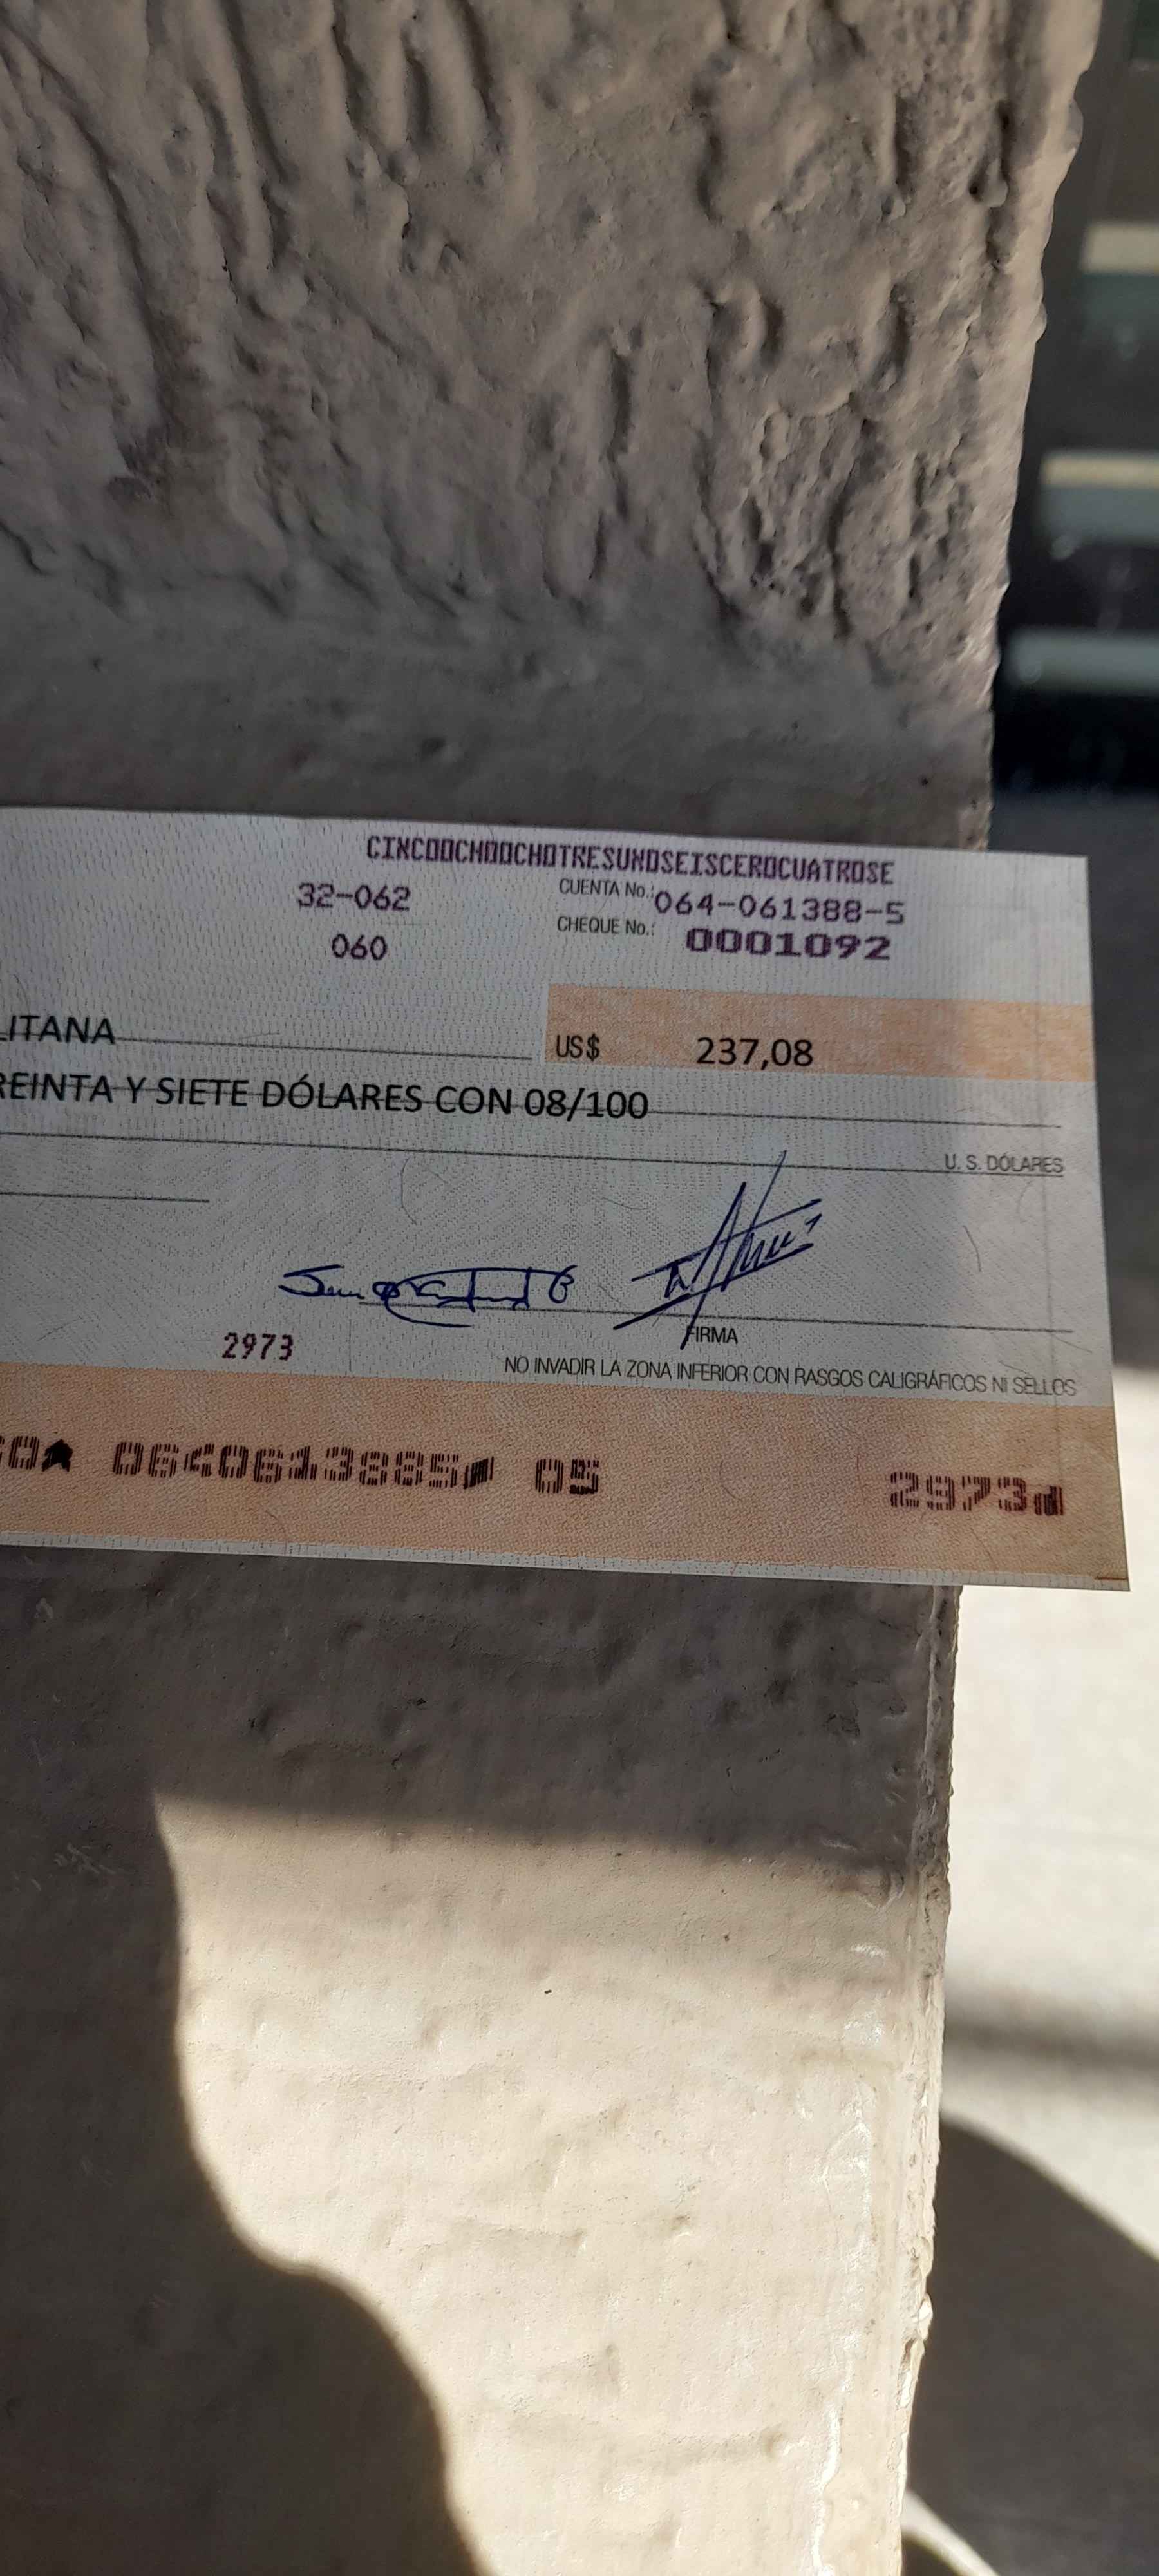 CINCOOCHOOCHOTRESUNOSEISCEROCUATROSE
32-062 CUENTA No.: 064-061388-5
060 CHEQUE No.: 0001092
LITANA US$ 237,08
REINTA Y SIETE DÓLARES CON 08/100
U. S. DÓLARES
2973 FIRMA
NO INVADIR LA ZONA INFERIOR CON RASGOS CALIGRÁFICOS NI SELLOS
0640613885 05 2973